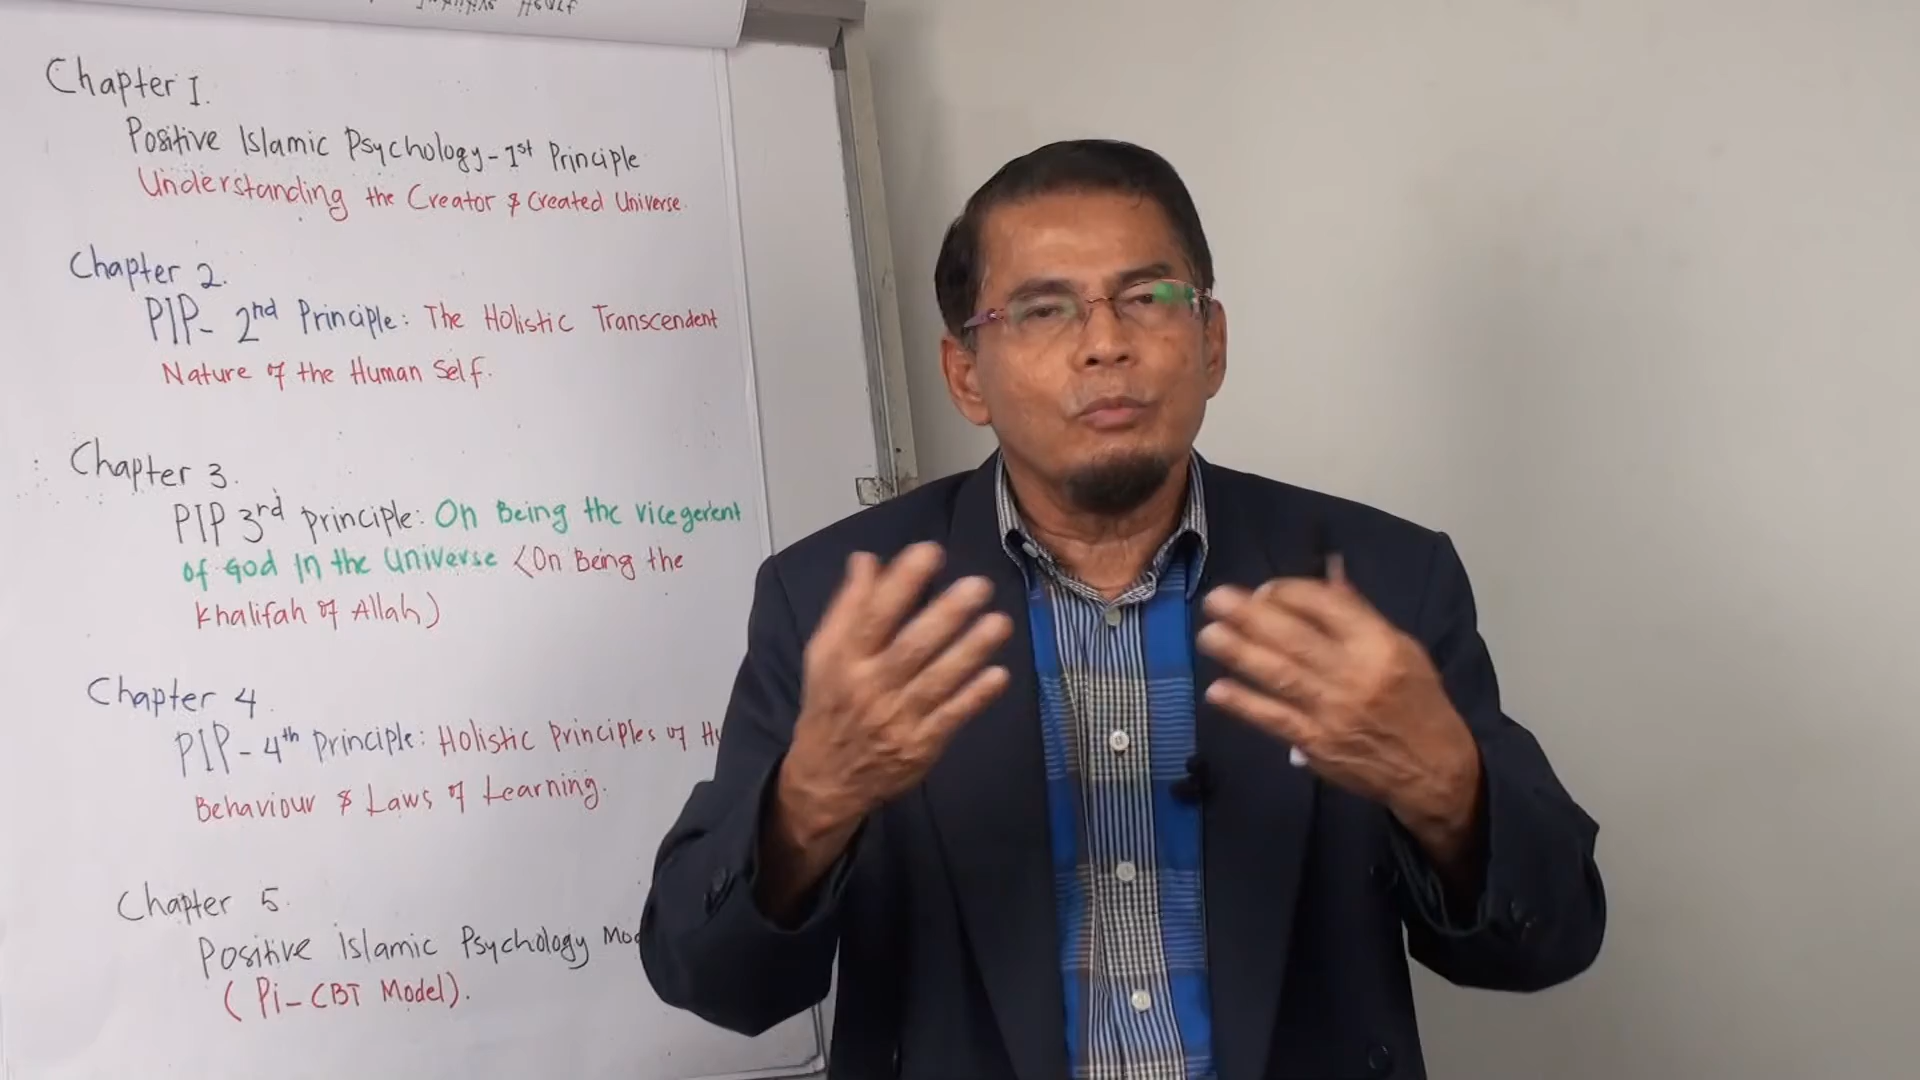 Chapter 1.
Positive Islamic Psychology - 1st Principle
Understanding the Creator & Created Universe.
Chapter 2.
PIP - 2nd Principle: The Holistic Transcendent
Nature of the Human Self.
Chapter 3.
PIP 3rd principle: On Being the vicegerent
of God In the Universe (On Being the
Khalifah of Allah)
Chapter 4.
PIP - 4th Principle: Holistic Principles of
Behaviour & Laws of Learning.
Chapter 5.
Positive Islamic Psychology
(Pi-CBT Model).